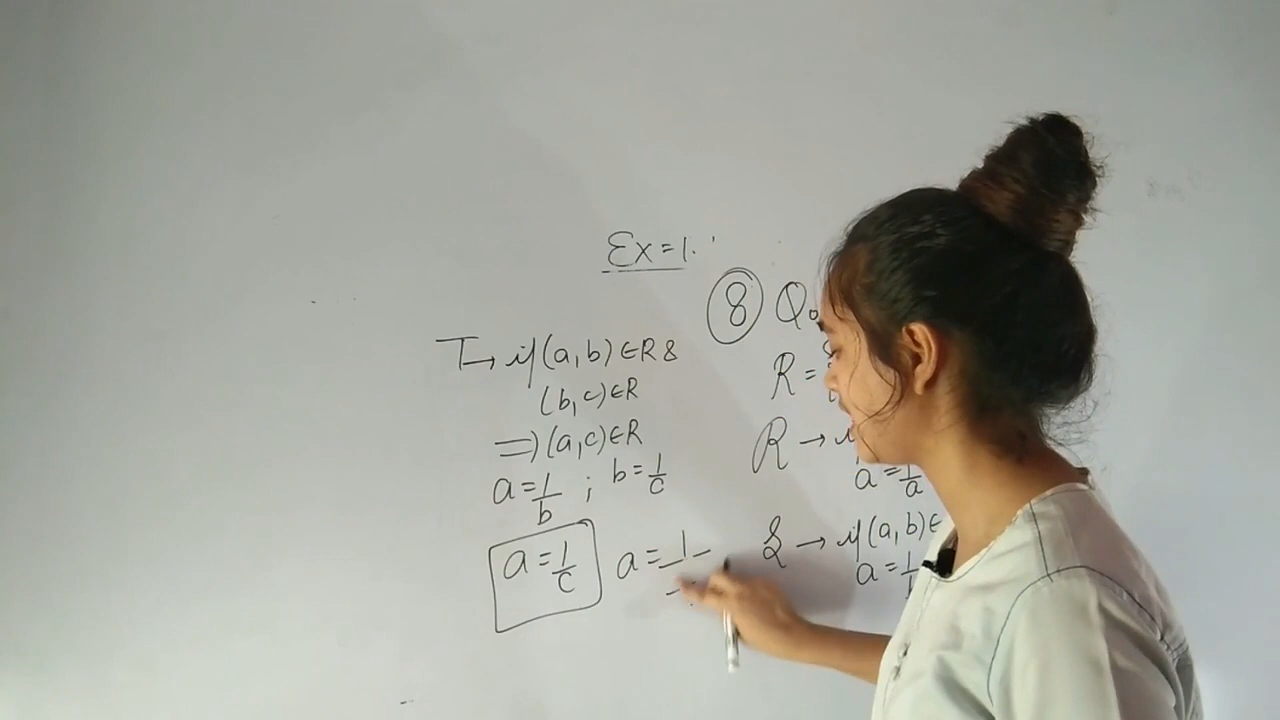 Ex=1.
T→ if (a,b)∈R &
(b,c)∈R
⇒(a,c)∈R
a=1/b ; b=1/c
a=1/c a=1
8
R=
R→
a=1/a
S→ if (a,b)∈
a=1